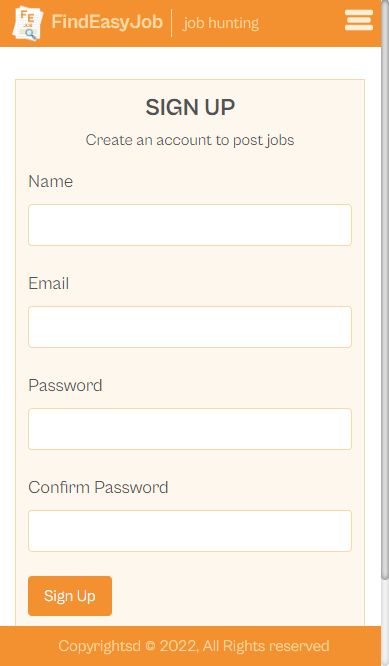 FE
JOB
FindEasyJob
job hunting
SIGN UP
Create an account to post jobs
Name
Email
Password
Confirm Password
Sign Up
Copyrightsd © 2022, All Rights reserved